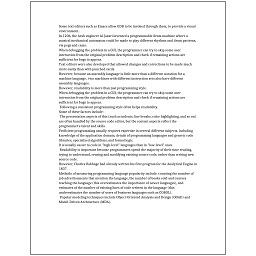 Some text editors such as Emacs allow GDB to be invoked through them, to provide a visual
environment.
In 1206, the Arab engineer Al-Jazari invented a programmable drum machine where a
musical mechanical automaton could be made to play different rhythms and drum patterns,
via pegs and cams.
When debugging the problem in a GUI, the programmer can try to skip some user
interaction from the original problem description and check if remaining actions are
sufficient for bugs to appear.
Text editors were also developed that allowed changes and corrections to be made much
more easily than with punched cards.
However, because an assembly language is little more than a different notation for a
machine language, two machines with different instruction sets also have different
assembly languages.
However, readability is more than just programming style.
When debugging the problem in a GUI, the programmer can try to skip some user
interaction from the original problem description and check if remaining actions are
sufficient for bugs to appear.
Following a consistent programming style often helps readability.
Some of these factors include:
The presentation aspects of this (such as indents, line breaks, color highlighting, and so on)
are often handled by the source code editor, but the content aspects reflect the
programmer's talent and skills.
Proficient programming usually requires expertise in several different subjects, including
knowledge of the application domain, details of programming languages and generic code
libraries, specialized algorithms, and formal logic.
It is usually easier to code in "high-level" languages than in "low-level" ones.
Readability is important because programmers spend the majority of their time reading,
trying to understand, reusing and modifying existing source code, rather than writing new
source code.
However, Charles Babbage had already written his first program for the Analytical Engine in
1837.
Methods of measuring programming language popularity include: counting the number of
job advertisements that mention the language, the number of books sold and courses
teaching the language (this overestimates the importance of newer languages), and
estimates of the number of existing lines of code written in the language (this
underestimates the number of users of business languages such as COBOL).
Popular modeling techniques include Object-Oriented Analysis and Design (OOAD) and
Model-Driven Architecture (MDA).